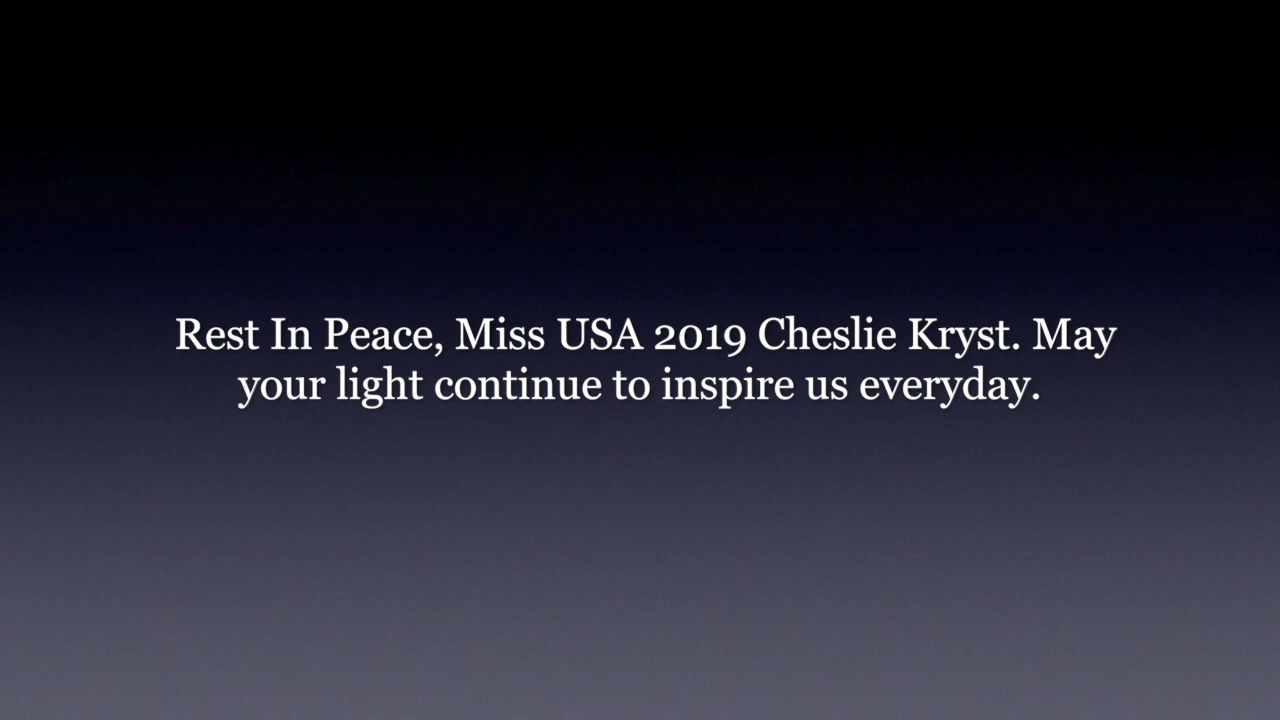 Rest In Peace, Miss USA 2019 Cheslie Kryst. May
your light continue to inspire us everyday.